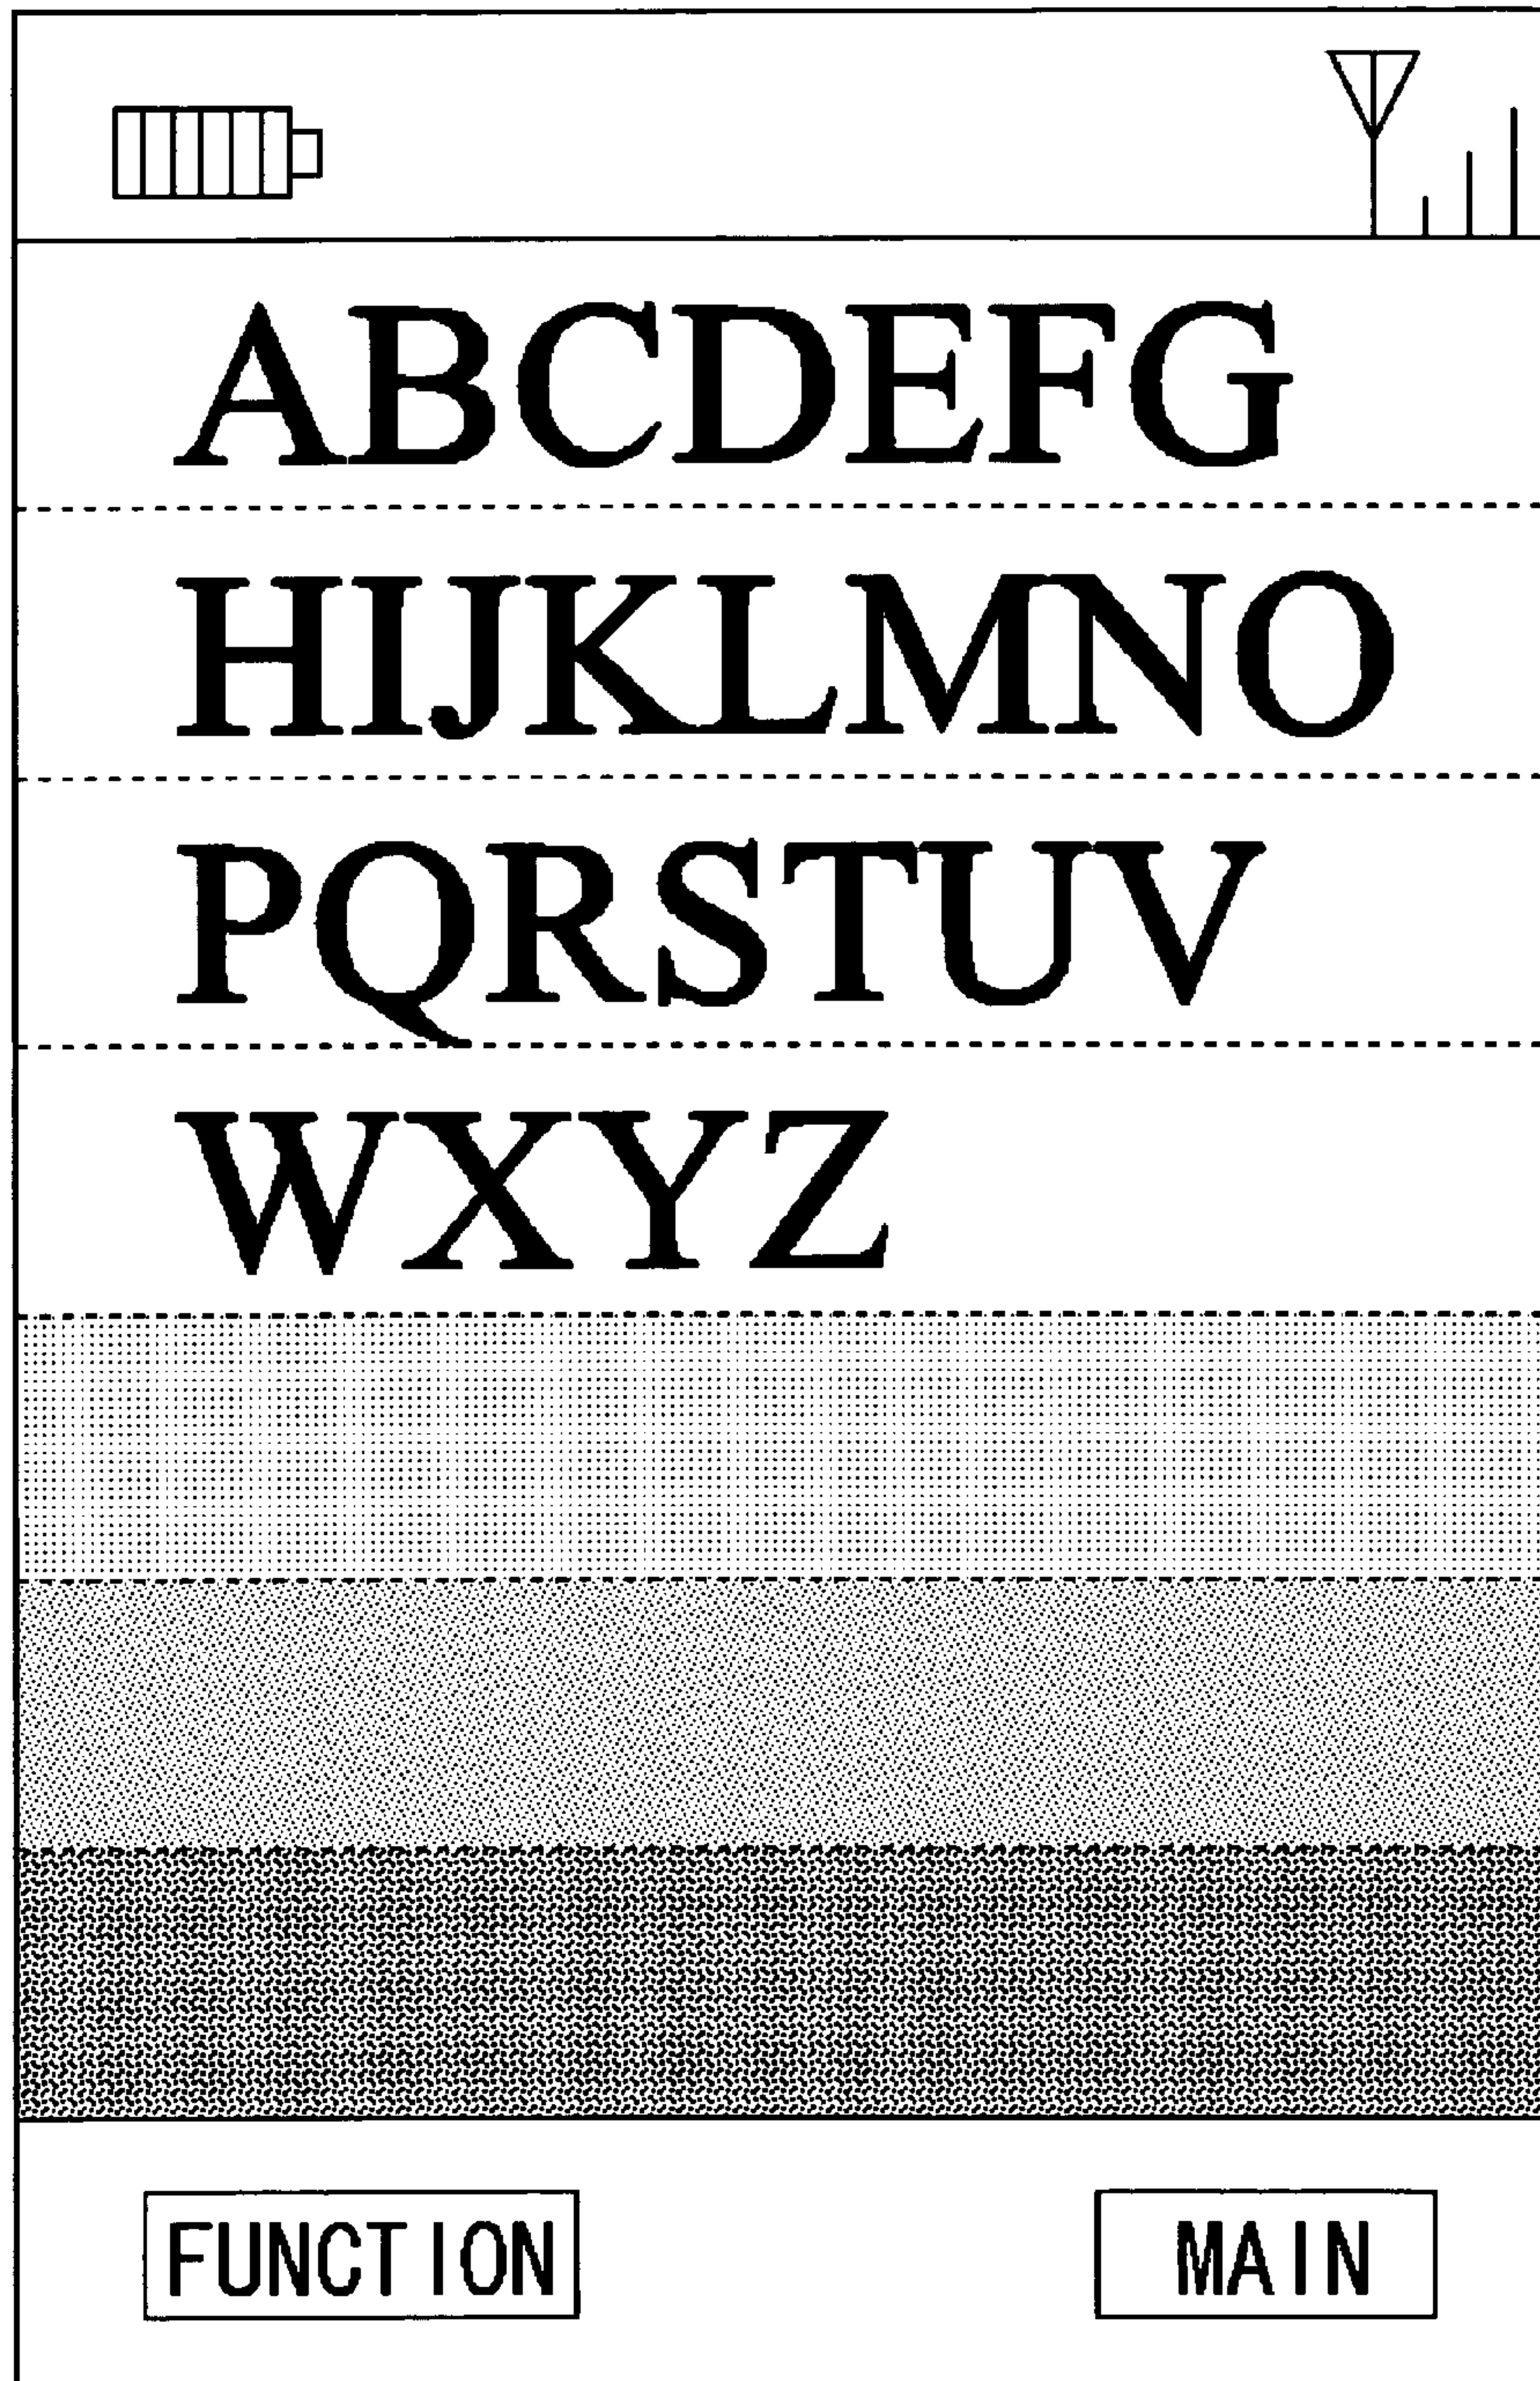 ABCDEFG
HIJKLMNO
PQRSTUV
WXYZ
FUNCTION MAIN